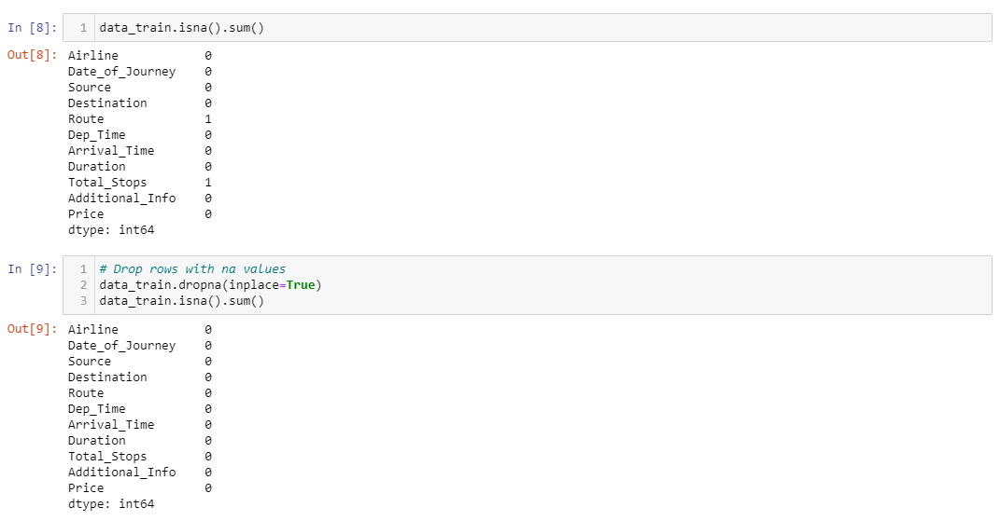 In [8]: 1 data_train.isna().sum()
Out[8]: Airline 0
Date_of_Journey 0
Source 0
Destination 0
Route 1
Dep_Time 0
Arrival_Time 0
Duration 0
Total_Stops 1
Additional_Info 0
Price 0
dtype: int64
In [9]: 1 # Drop rows with na values
2 data_train.dropna(inplace=True)
3 data_train.isna().sum()
Out[9]: Airline 0
Date_of_Journey 0
Source 0
Destination 0
Route 0
Dep_Time 0
Arrival_Time 0
Duration 0
Total_Stops 0
Additional_Info 0
Price 0
dtype: int64